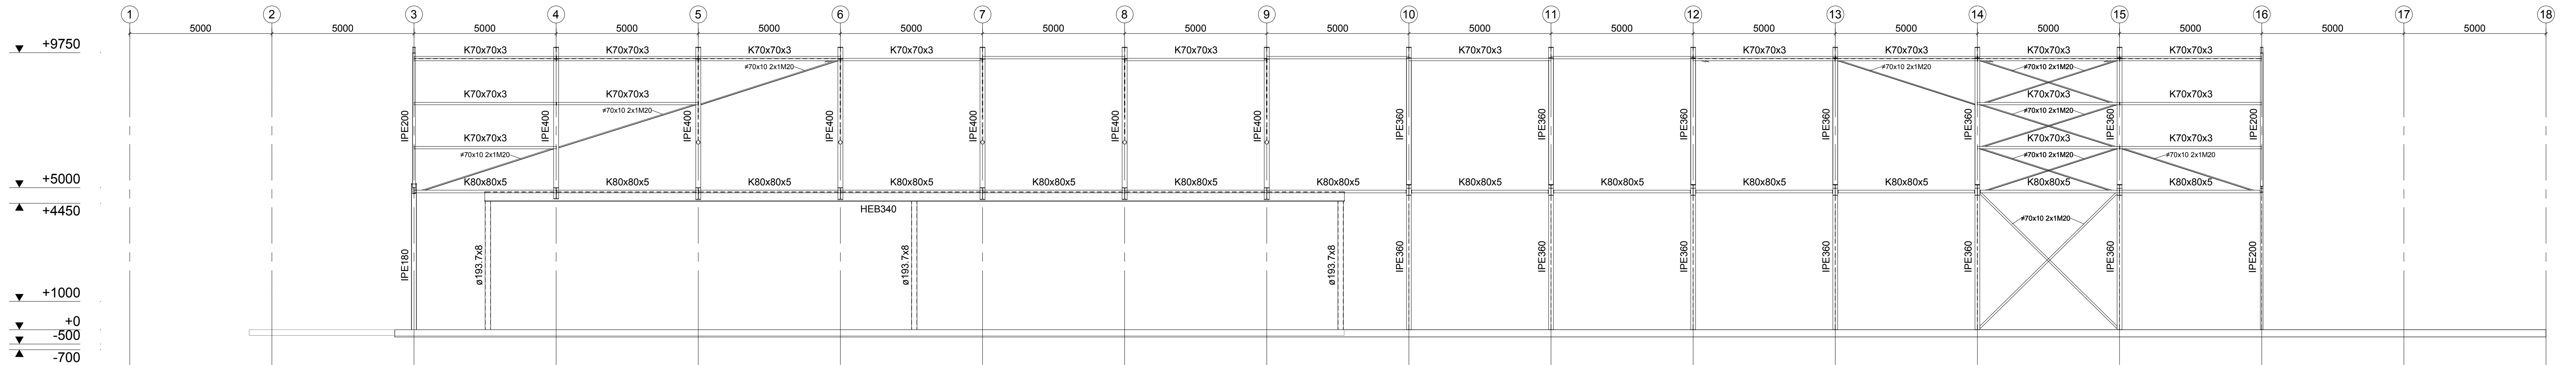 1 2 3 4 5 6 7 8 9 10 11 12 13 14 15 16 17 18
5000 5000 5000 5000 5000 5000 5000 5000 5000 5000 5000 5000 5000 5000 5000 5000 5000
+9750
K70x70x3 K70x70x3 K70x70x3 K70x70x3 K70x70x3 K70x70x3 K70x70x3 K70x70x3 K70x70x3 K70x70x3
≠70x10 2x1M20 ≠70x10 2x1M20 ≠70x10 2x1M20
K70x70x3 K70x70x3 K70x70x3 K70x70x3
≠70x10 2x1M20 ≠70x10 2x1M20
IPE200 IPE400 IPE400 IPE400 IPE400 IPE400 IPE400 IPE360 IPE360 IPE360 IPE360 IPE360 IPE360 IPE200
K70x70x3 K70x70x3 K70x70x3
≠70x10 2x1M20 ≠70x10 2x1M20 ≠70x10 2x1M20
+5000
K80x80x5 K80x80x5 K80x80x5 K80x80x5 K80x80x5 K80x80x5 K80x80x5 K80x80x5 K80x80x5 K80x80x5 K80x80x5 K80x80x5 K80x80x5
+4450
HEB340
≠70x10 2x1M20
IPE180 ø193.7x8 ø193.7x8 ø193.7x8 IPE360 IPE360 IPE360 IPE360 IPE360 IPE360 IPE200
+1000
+0
-500
-700